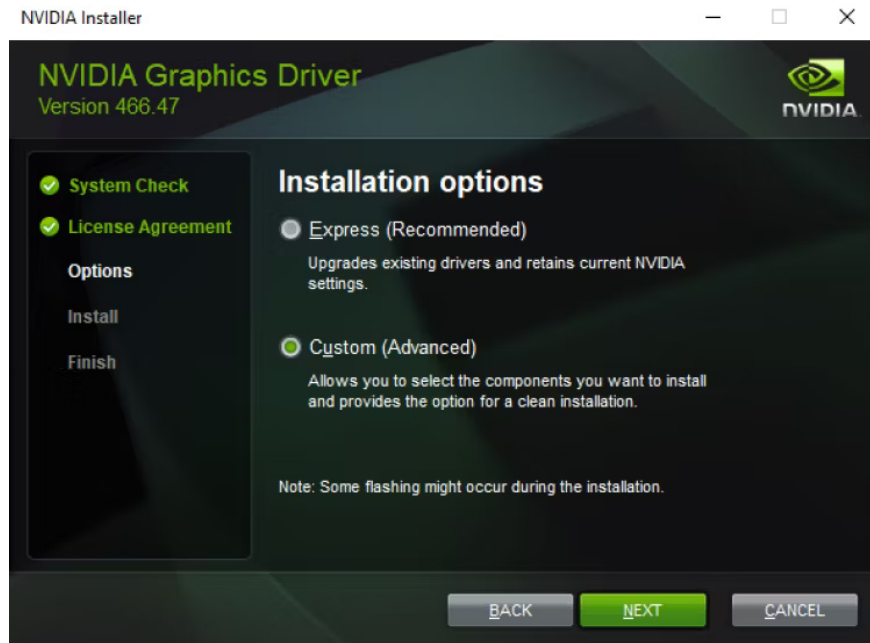 NVIDIA Installer
NVIDIA Graphics Driver
Version 466.47
NVIDIA.
System Check
License Agreement
Options
Install
Finish
Installation options
Express (Recommended)
Upgrades existing drivers and retains current NVIDIA
settings.
Custom (Advanced)
Allows you to select the components you want to install
and provides the option for a clean installation.
Note: Some flashing might occur during the installation.
BACK
NEXT
CANCEL